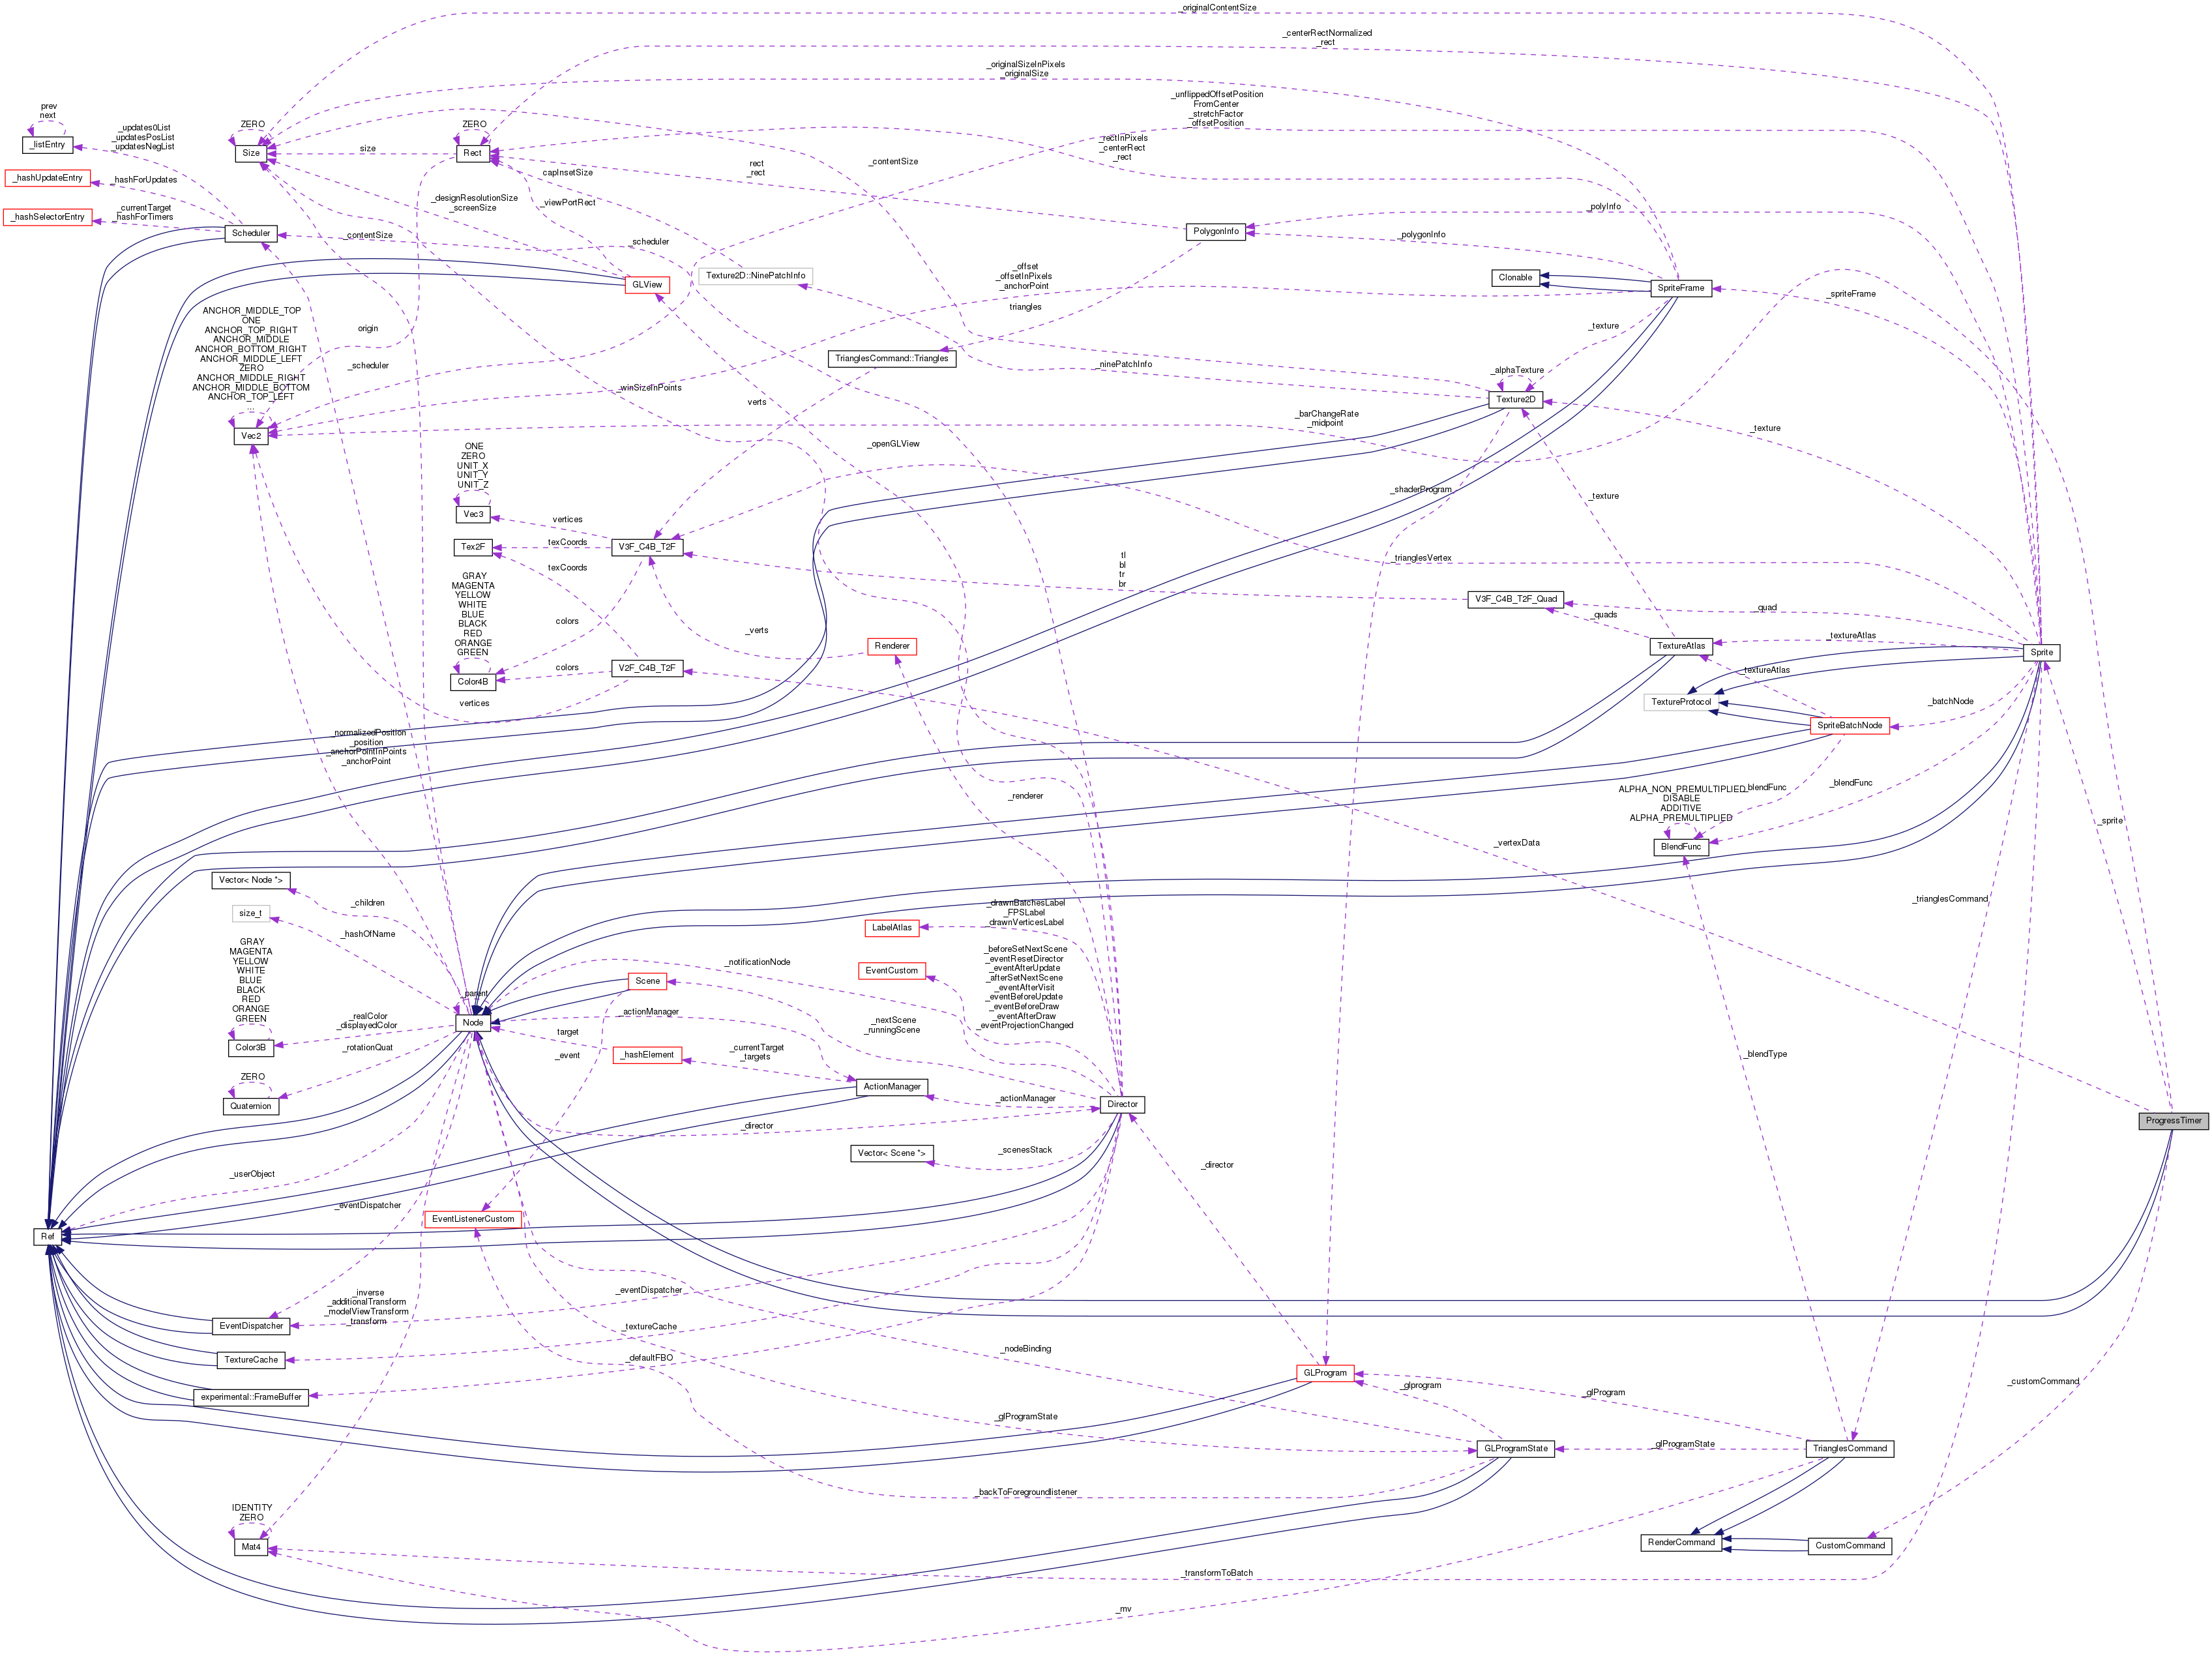 _originalContentSize
_centerRectNormalized
_rect
_originalSizeInPixels
_originalSize
prev
next
_listEntry
_updates0List
_updatesPosList
_updatesNegList
ZERO
Size
size
ZERO
Rect
_unflippedOffsetPosition
FromCenter
_stretchFactor
_offsetPosition
_rectInPixels
_centerRect
_rect
_contentSize
rect
_rect
capInsetSize
_hashUpdateEntry
_hashForUpdates
_hashSelectorEntry
_currentTarget
_hashForTimers
Scheduler
_contentSize
_designResolutionSize
_screenSize
_viewPortRect
_scheduler
PolygonInfo
_polyInfo
_polygonInfo
Texture2D::NinePatchInfo
GLView
_offset
_offsetInPixels
_anchorPoint
triangles
Clonable
SpriteFrame
_spriteFrame
ANCHOR_MIDDLE_TOP
ONE
ANCHOR_TOP_RIGHT
ANCHOR_MIDDLE
ANCHOR_BOTTOM_RIGHT
ANCHOR_MIDDLE_LEFT
ZERO
ANCHOR_MIDDLE_RIGHT
ANCHOR_MIDDLE_BOTTOM
ANCHOR_TOP_LEFT
...
Vec2
origin
_scheduler
_winSizeInPoints
TrianglesCommand::Triangles
_ninePatchInfo
_texture
_alphaTexture
Texture2D
verts
_barChangeRate
_midpoint
_texture
_openGLView
ONE
ZERO
UNIT_X
UNIT_Y
UNIT_Z
Vec3
vertices
_shaderProgram
_texture
Tex2F
texCoords
V3F_C4B_T2F
texCoords
tl
bl
tr
br
_trianglesVertex
V3F_C4B_T2F_Quad
_quad
_quads
GRAY
MAGENTA
YELLOW
WHITE
BLUE
BLACK
RED
ORANGE
GREEN
Color4B
colors
colors
V2F_C4B_T2F
_verts
Renderer
TextureAtlas
_textureAtlas
Sprite
_textureAtlas
TextureProtocol
SpriteBatchNode
_batchNode
vertices
_normalizedPosition
_position
_anchorPointInPoints
_anchorPoint
_renderer
_blendFunc
_blendFunc
ALPHA_NON_PREMULTIPLIED
DISABLE
ADDITIVE
ALPHA_PREMULTIPLIED
BlendFunc
_vertexData
_sprite
Vector< Node *>
_children
size_t
_hashOfName
_trianglesCommand
LabelAtlas
_drawnBatchesLabel
_FPSLabel
_drawnVerticesLabel
GRAY
MAGENTA
YELLOW
WHITE
BLUE
BLACK
RED
ORANGE
GREEN
Color3B
_realColor
_displayedColor
_rotationQuat
_notificationNode
EventCustom
_beforeSetNextScene
_eventResetDirector
_eventAfterUpdate
_afterSetNextScene
_eventAfterVisit
_eventBeforeUpdate
_eventBeforeDraw
_eventAfterDraw
_eventProjectionChanged
Scene
_parent
Node
_actionManager
_nextScene
_runningScene
target
_event
_hashElement
_currentTarget
_targets
_blendType
ZERO
Quaternion
ActionManager
_actionManager
Director
ProgressTimer
_director
Vector< Scene *>
_scenesStack
_director
_userObject
_eventDispatcher
EventListenerCustom
Ref
_inverse
_additionalTransform
_modelViewTransform
_transform
_eventDispatcher
EventDispatcher
_textureCache
TextureCache
_nodeBinding
_defaultFBO
GLProgram
_glprogram
_glProgram
_customCommand
experimental::FrameBuffer
_glProgramState
GLProgramState
_glProgramState
TrianglesCommand
_backToForegroundlistener
IDENTITY
ZERO
Mat4
RenderCommand
CustomCommand
_transformToBatch
_mv